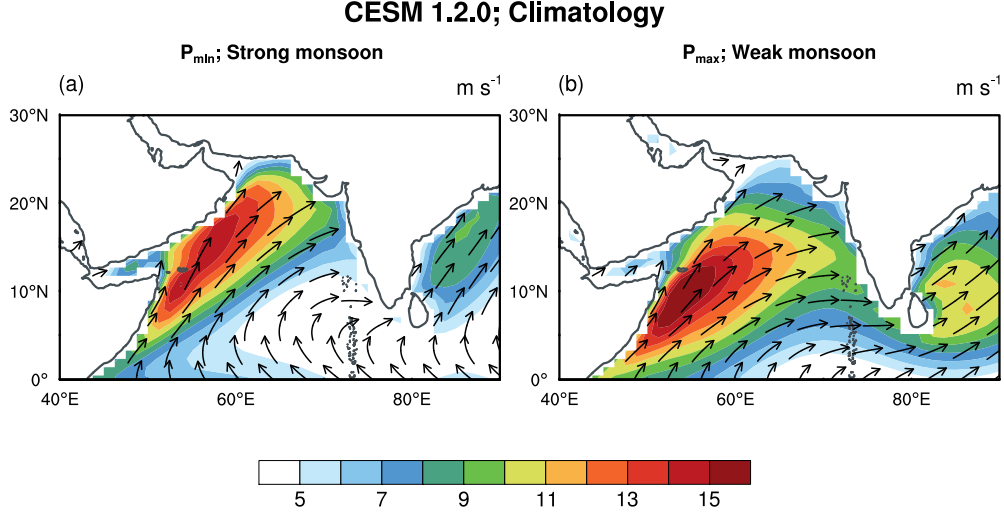 CESM 1.2.0; Climatology
Pmin; Strong monsoon
Pmax; Weak monsoon
(a)
m s⁻¹
(b)
m s⁻¹
30°N
20°N
10°N
0°
40°E
60°E
80°E
30°N
20°N
10°N
0°
40°E
60°E
80°E
5
7
9
11
13
15